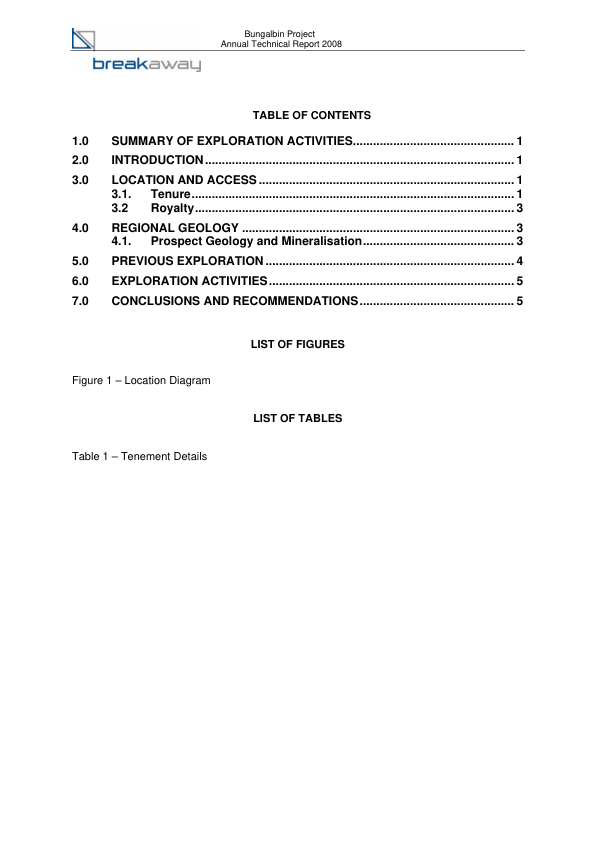 Bungalbin Project
Annual Technical Report 2008
breakaway
TABLE OF CONTENTS
1.0 SUMMARY OF EXPLORATION ACTIVITIES................................................ 1
2.0 INTRODUCTION............................................................................................ 1
3.0 LOCATION AND ACCESS............................................................................ 1
3.1. Tenure................................................................................................ 1
3.2 Royalty............................................................................................... 3
4.0 REGIONAL GEOLOGY................................................................................. 3
4.1. Prospect Geology and Mineralisation............................................. 3
5.0 PREVIOUS EXPLORATION.......................................................................... 4
6.0 EXPLORATION ACTIVITIES......................................................................... 5
7.0 CONCLUSIONS AND RECOMMENDATIONS.............................................. 5
LIST OF FIGURES
Figure 1 – Location Diagram
LIST OF TABLES
Table 1 – Tenement Details